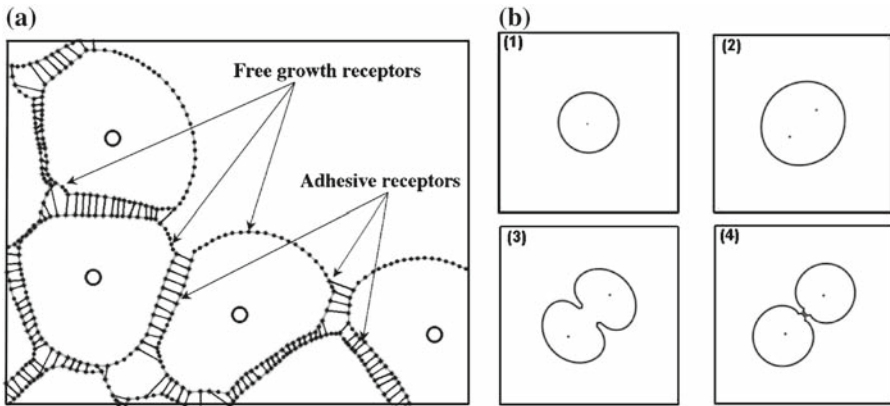 (a)
Free growth receptors
Adhesive receptors
(b)
(1)
(2)
(3)
(4)